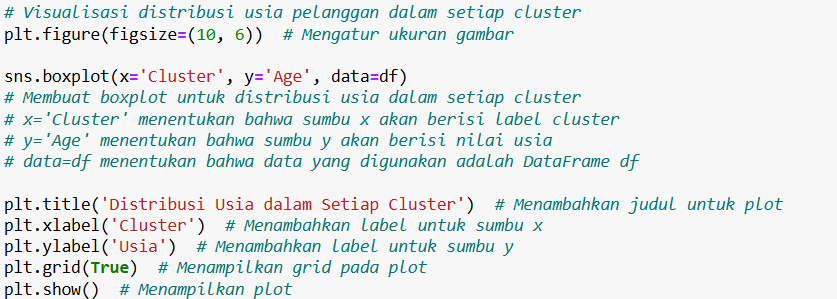 # Visualisasi distribusi usia pelanggan dalam setiap cluster
plt.figure(figsize=(10, 6))  # Mengatur ukuran gambar
sns.boxplot(x='Cluster', y='Age', data=df)
# Membuat boxplot untuk distribusi usia dalam setiap cluster
# x='Cluster' menentukan bahwa sumbu x akan berisi label cluster
# y='Age' menentukan bahwa sumbu y akan berisi nilai usia
# data=df menentukan bahwa data yang digunakan adalah DataFrame df
plt.title('Distribusi Usia dalam Setiap Cluster')  # Menambahkan judul untuk plot
plt.xlabel('Cluster')  # Menambahkan label untuk sumbu x
plt.ylabel('Usia')  # Menambahkan label untuk sumbu y
plt.grid(True)  # Menampilkan grid pada plot
plt.show()  # Menampilkan plot